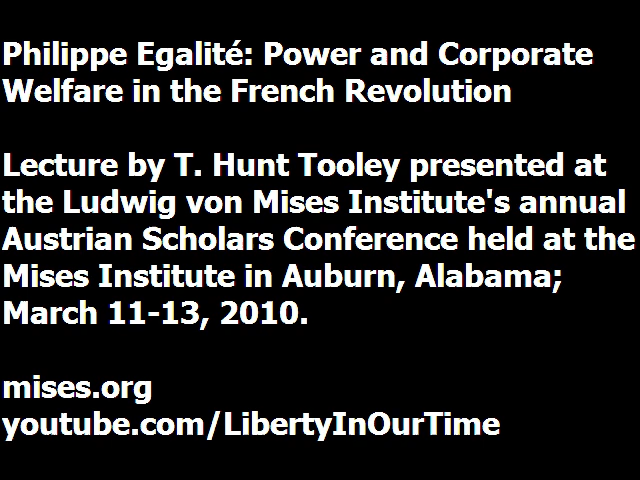 Philippe Egalité: Power and Corporate
Welfare in the French Revolution
Lecture by T. Hunt Tooley presented at
the Ludwig von Mises Institute's annual
Austrian Scholars Conference held at the
Mises Institute in Auburn, Alabama;
March 11-13, 2010.
mises.org
youtube.com/LibertyInOurTime